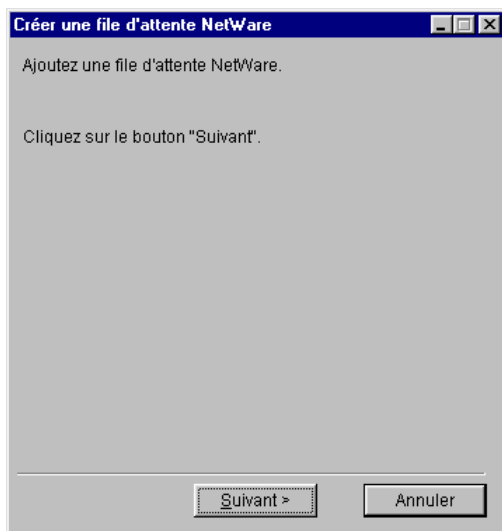 Créer une file d'attente NetWare
Ajoutez une file d'attente NetWare.
Cliquez sur le bouton "Suivant".
Suivant >
Annuler